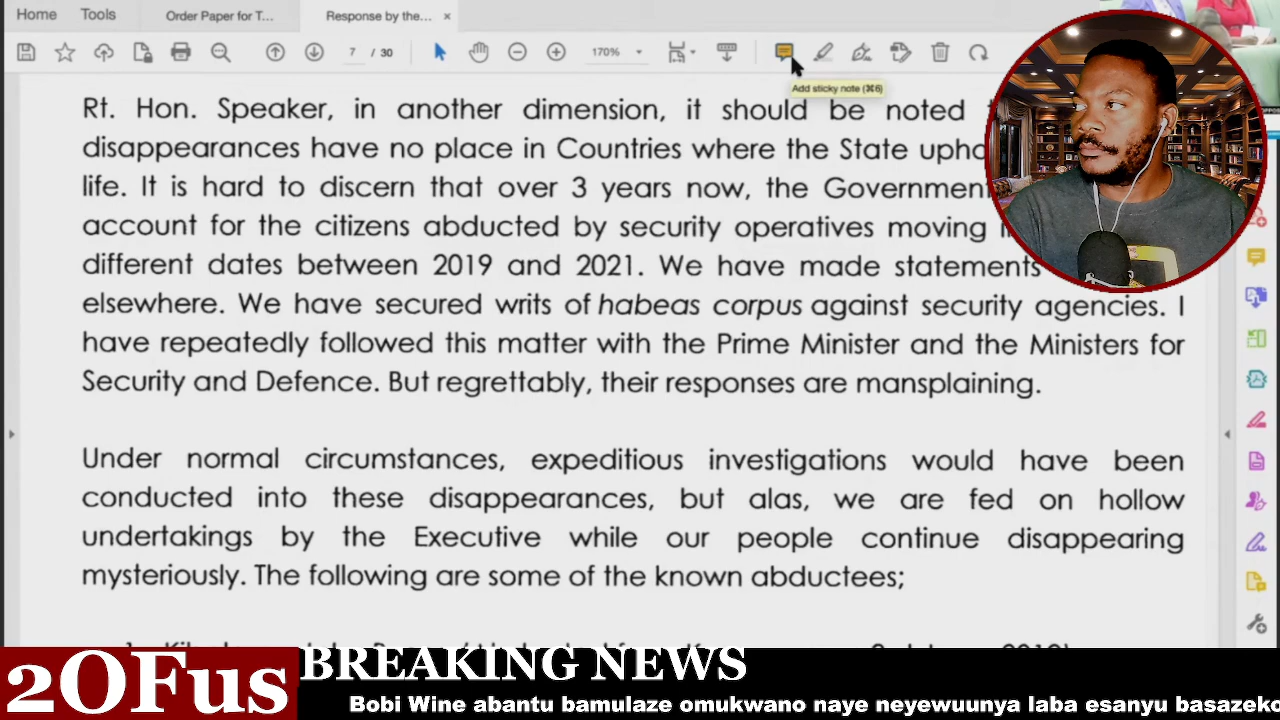 Home Tools Order Paper for T... Response by the... ×
7 / 30 170%
Add sticky note (⌘6)
Rt. Hon. Speaker, in another dimension, it should be noted
disappearances have no place in Countries where the State
life. It is hard to discern that over 3 years now, the Government
account for the citizens abducted by security operatives moving
different dates between 2019 and 2021. We have made statements
elsewhere. We have secured writs of habeas corpus against security agencies. I
have repeatedly followed this matter with the Prime Minister and the Ministers for
Security and Defence. But regrettably, their responses are mansplaining.
Under normal circumstances, expeditious investigations would have been
conducted into these disappearances, but alas, we are fed on hollow
undertakings by the Executive while our people continue disappearing
mysteriously. The following are some of the known abductees;
2OFus
BREAKING NEWS
Bobi Wine abantu bamulaze omukwano naye neyewuunya laba esanyu basazeko